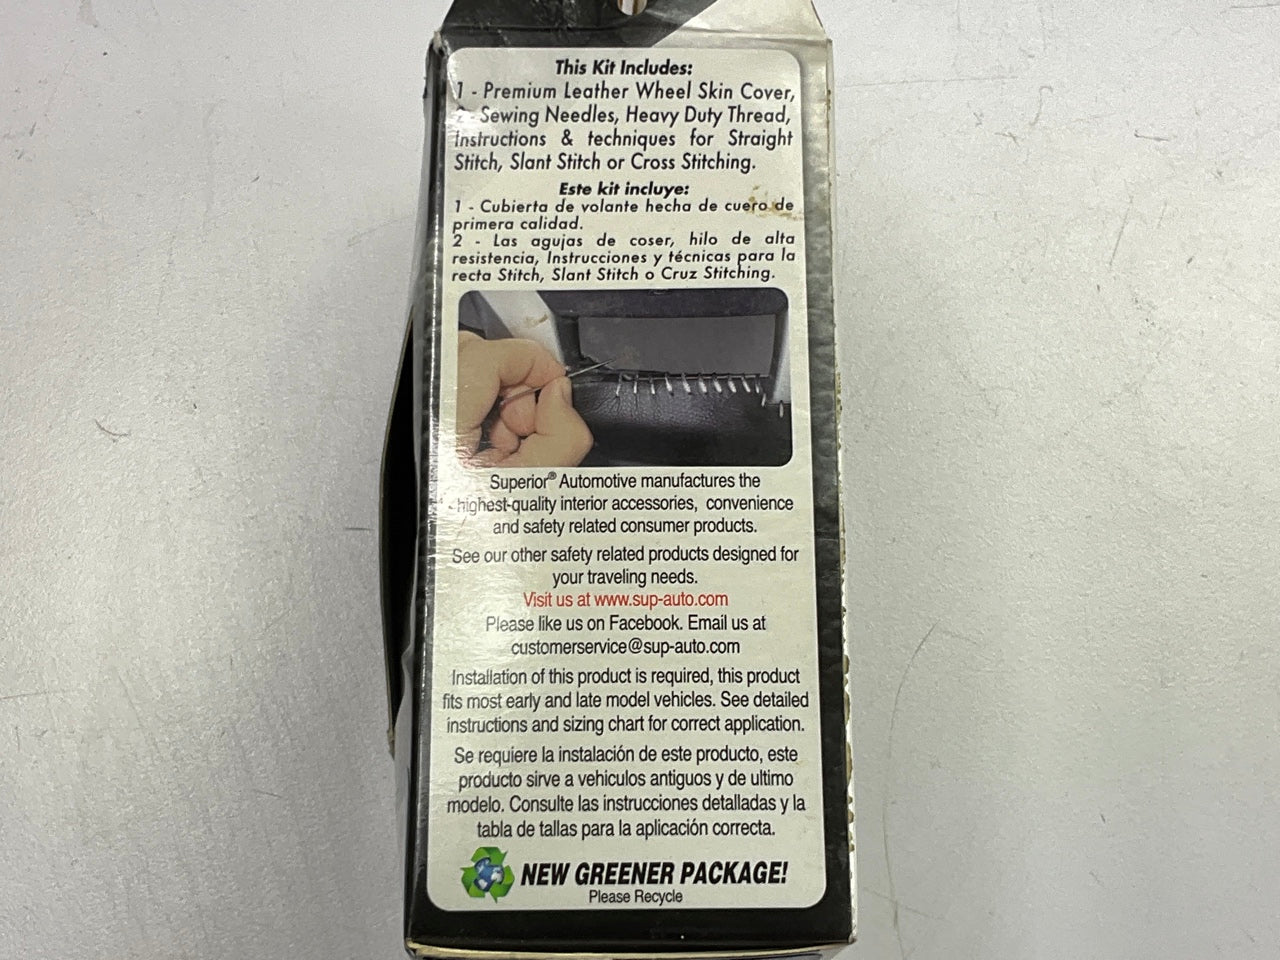 This Kit Includes:
1 - Premium Leather Wheel Skin Cover,
2 - Sewing Needles, Heavy Duty Thread,
Instructions & techniques for Straight
Stitch, Slant Stitch or Cross Stitching.
Este kit incluye:
1 - Cubierta de volante hecha de cuero de
primera calidad.
2 - Las agujas de coser, hilo de alta
resistencia, Instrucciones y técnicas para la
recta Stitch, Slant Stitch o Cruz Stitching.
Superior® Automotive manufactures the
highest-quality interior accessories, convenience
and safety related consumer products.
See our other safety related products designed for
your traveling needs.
Visit us at www.sup-auto.com
Please like us on Facebook. Email us at
customerservice@sup-auto.com
Installation of this product is required, this product
fits most early and late model vehicles. See detailed
instructions and sizing chart for correct application.
Se requiere la instalación de este producto, este
producto sirve a vehiculos antiguos y de ultimo
modelo. Consulte las instrucciones detalladas y la
tabla de tallas para la aplicación correcta.
NEW GREENER PACKAGE!
Please Recycle